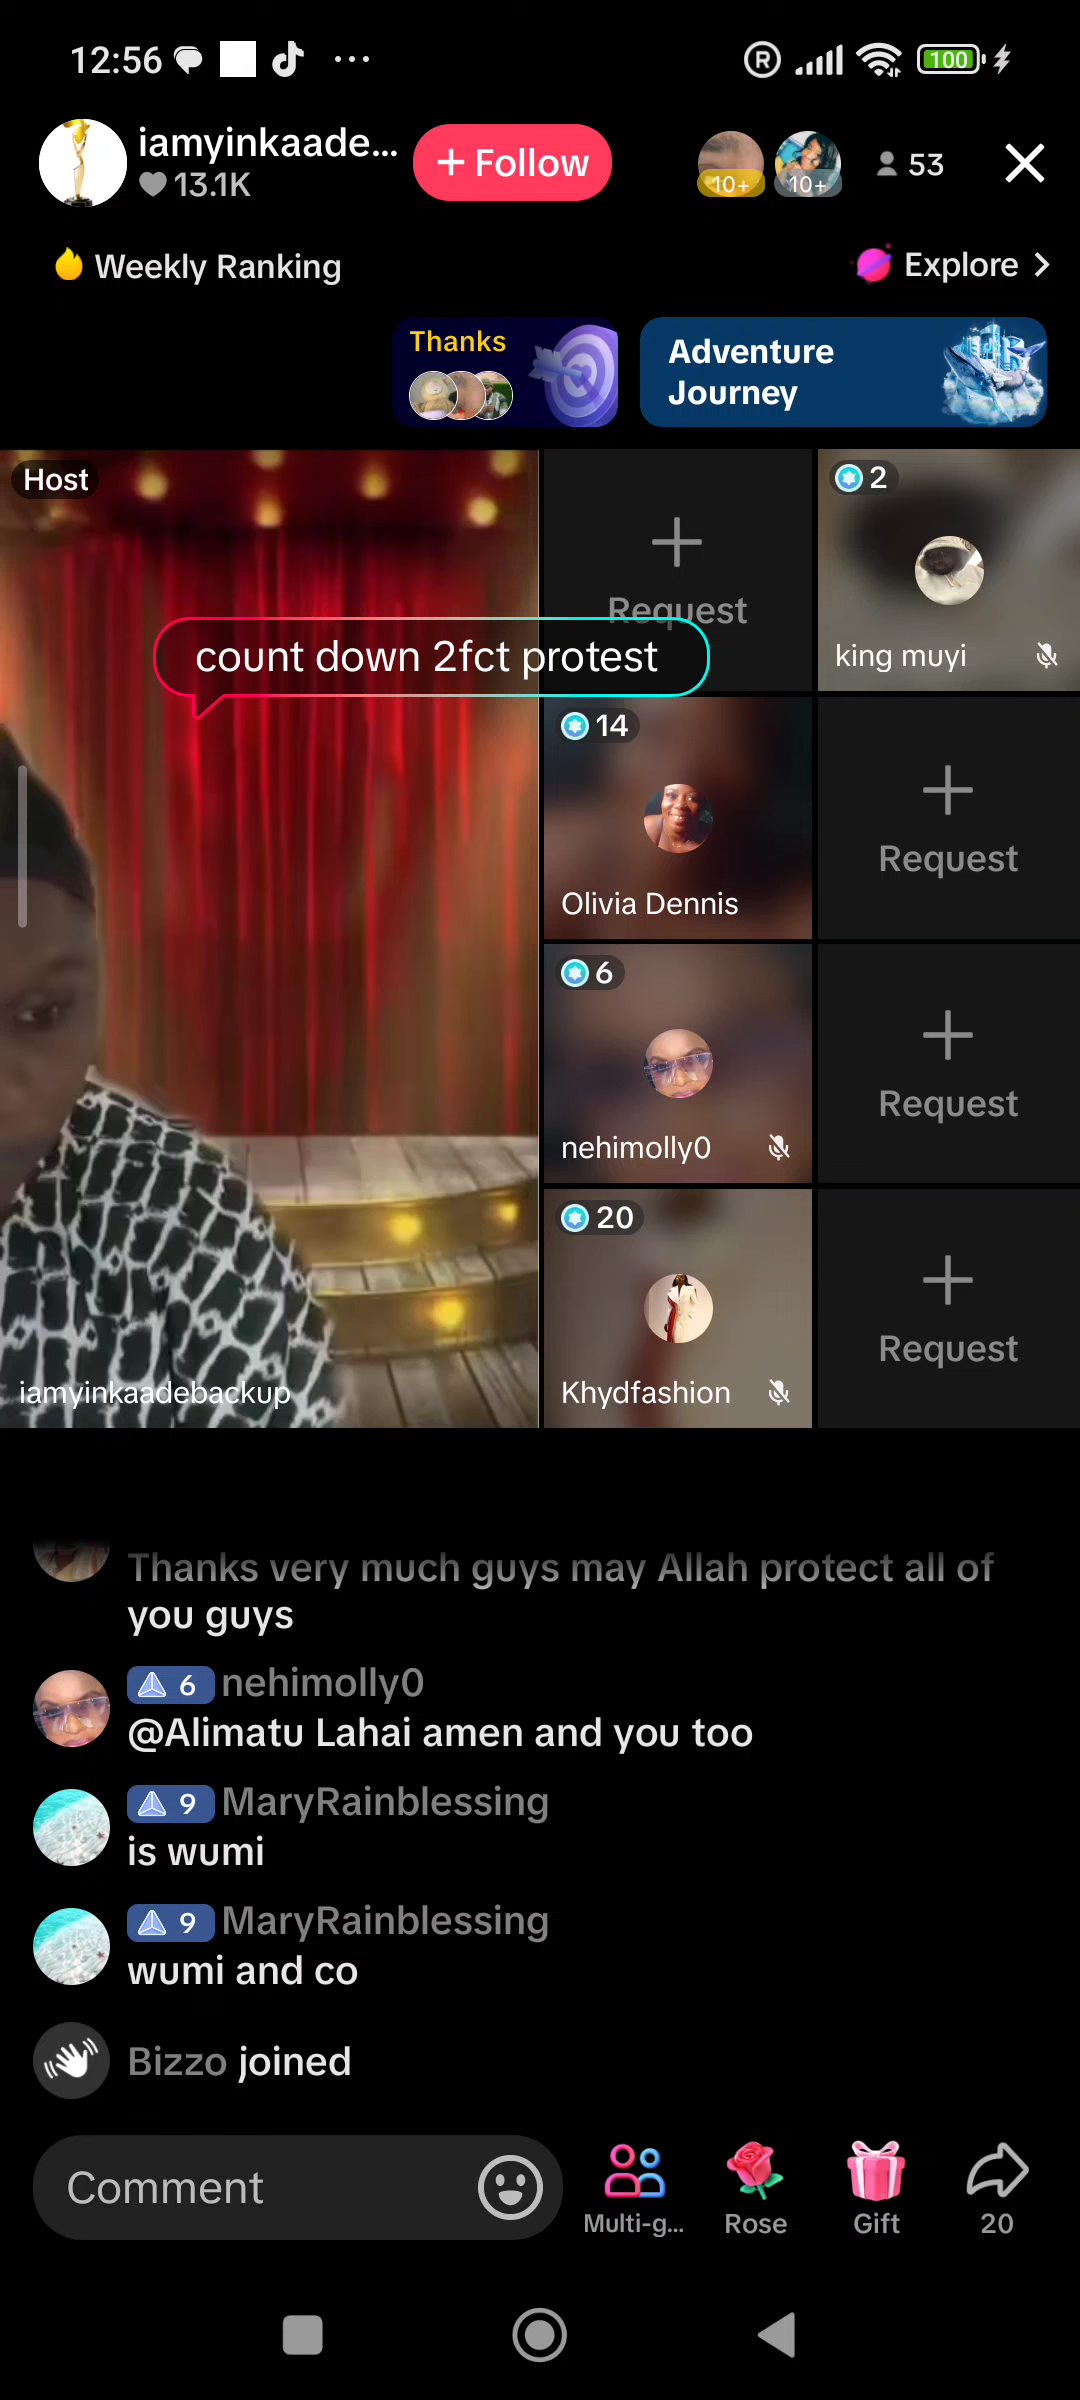 12:56
R
100
iamyinkaade...
13.1K
+ Follow
10+
10+
53
Weekly Ranking
Explore
Thanks
Adventure
Journey
Host
Request
2
king muyi
count down 2fct protest
14
Olivia Dennis
Request
6
nehimolly0
Request
20
Khydfashion
Request
iamyinkaadebackup
Thanks very much guys may Allah protect all of
you guys
6 nehimolly0
@Alimatu Lahai amen and you too
9 MaryRainblessing
is wumi
9 MaryRainblessing
wumi and co
Bizzo joined
Comment
Multi-g...
Rose
Gift
20